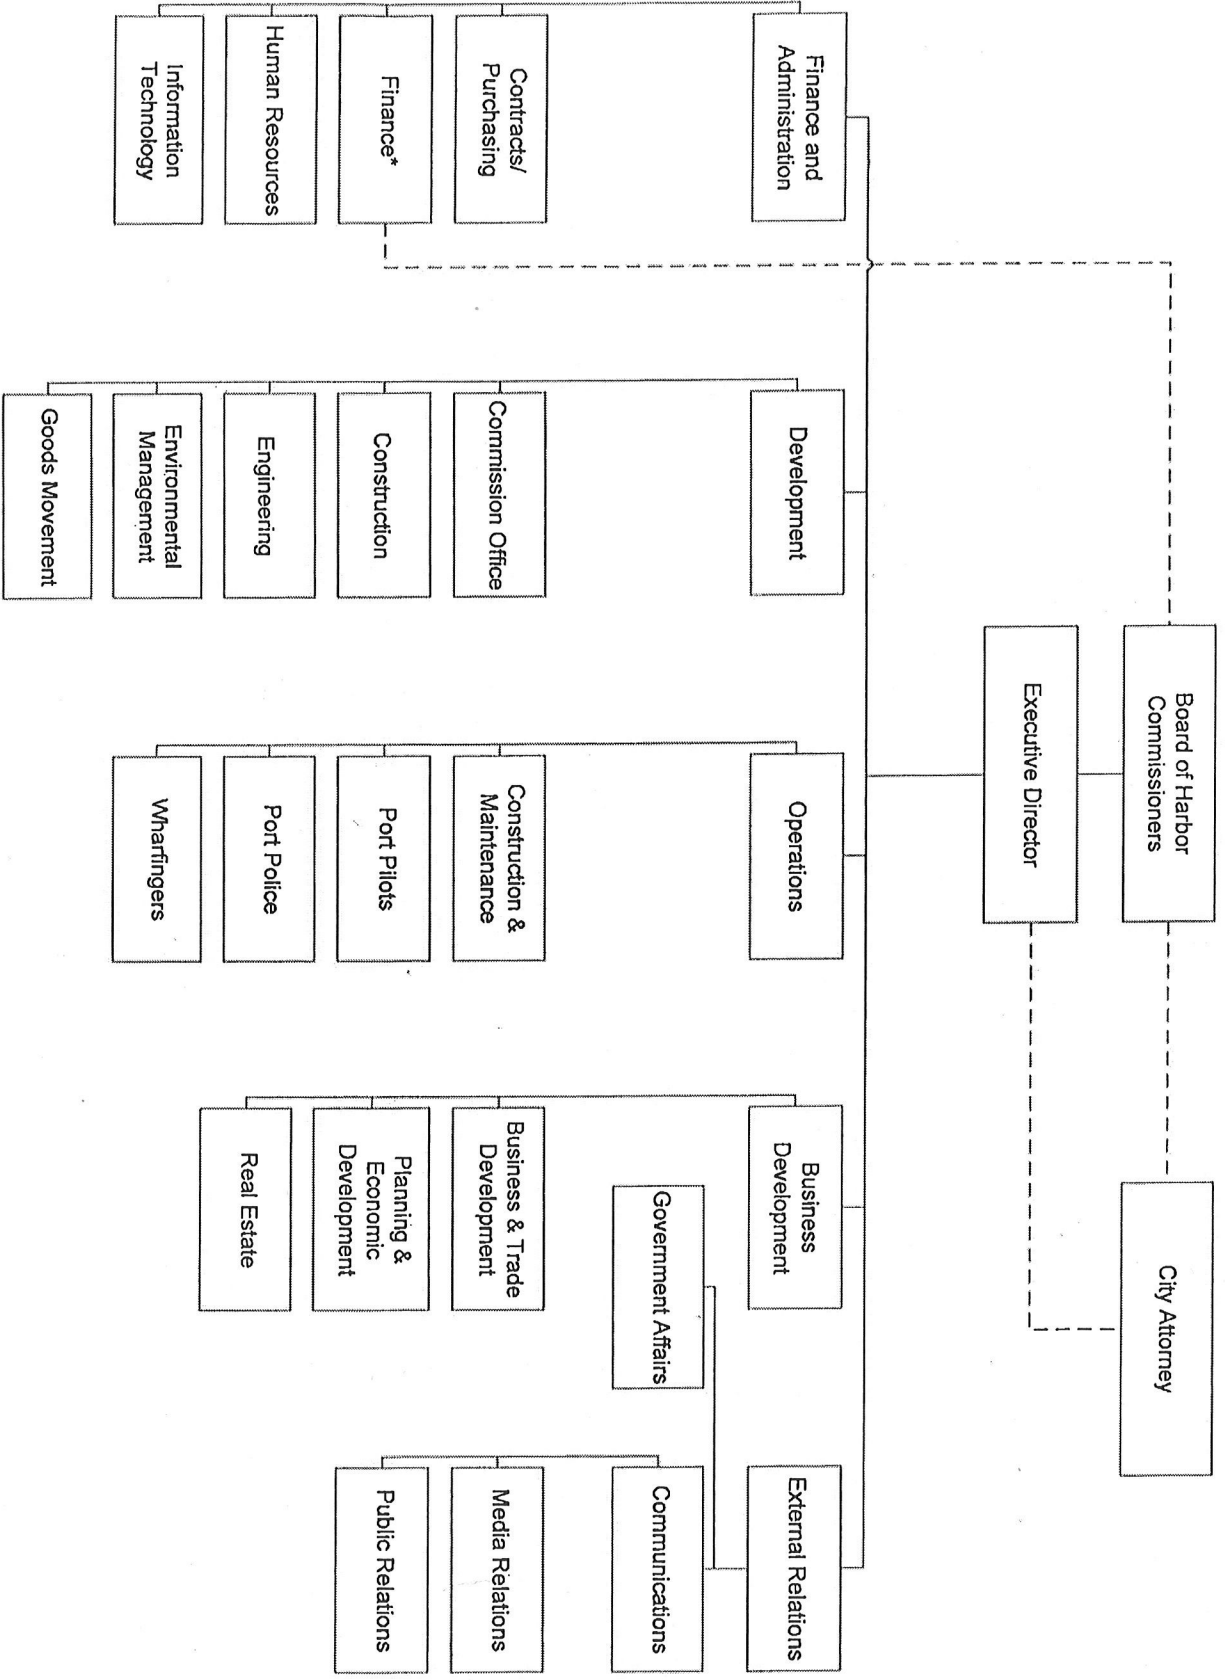 Board of Harbor
Commissioners
City Attorney
Executive Director
Finance and
Administration
Contracts/
Purchasing
Finance*
Human Resources
Information
Technology
Development
Commission Office
Construction
Engineering
Environmental
Management
Goods Movement
Operations
Construction &
Maintenance
Port Pilots
Port Police
Wharfingers
Business
Development
Business & Trade
Development
Planning &
Economic
Development
Real Estate
External Relations
Government Affairs
Communications
Media Relations
Public Relations